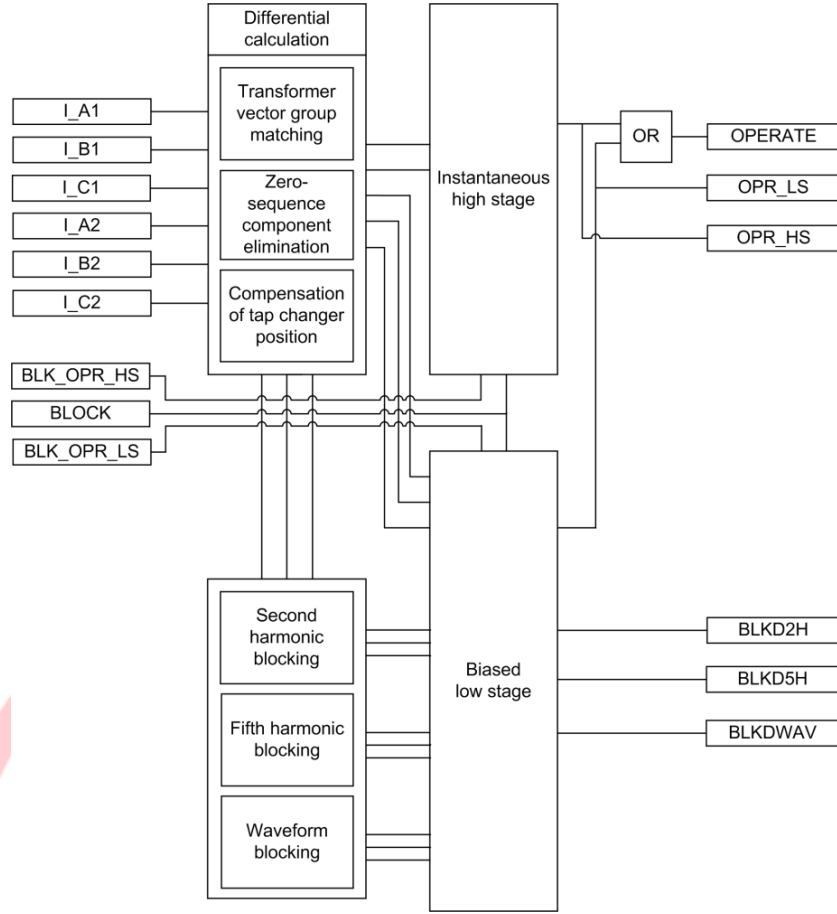 Differential
calculation
Transformer
vector group
matching
Zero-
sequence
component
elimination
Compensation
of tap changer
position
I_A1
I_B1
I_C1
I_A2
I_B2
I_C2
BLK_OPR_HS
BLOCK
BLK_OPR_LS
Instantaneous
high stage
OR
OPERATE
OPR_LS
OPR_HS
Second
harmonic
blocking
Fifth harmonic
blocking
Waveform
blocking
Biased
low stage
BLKD2H
BLKD5H
BLKDWAV